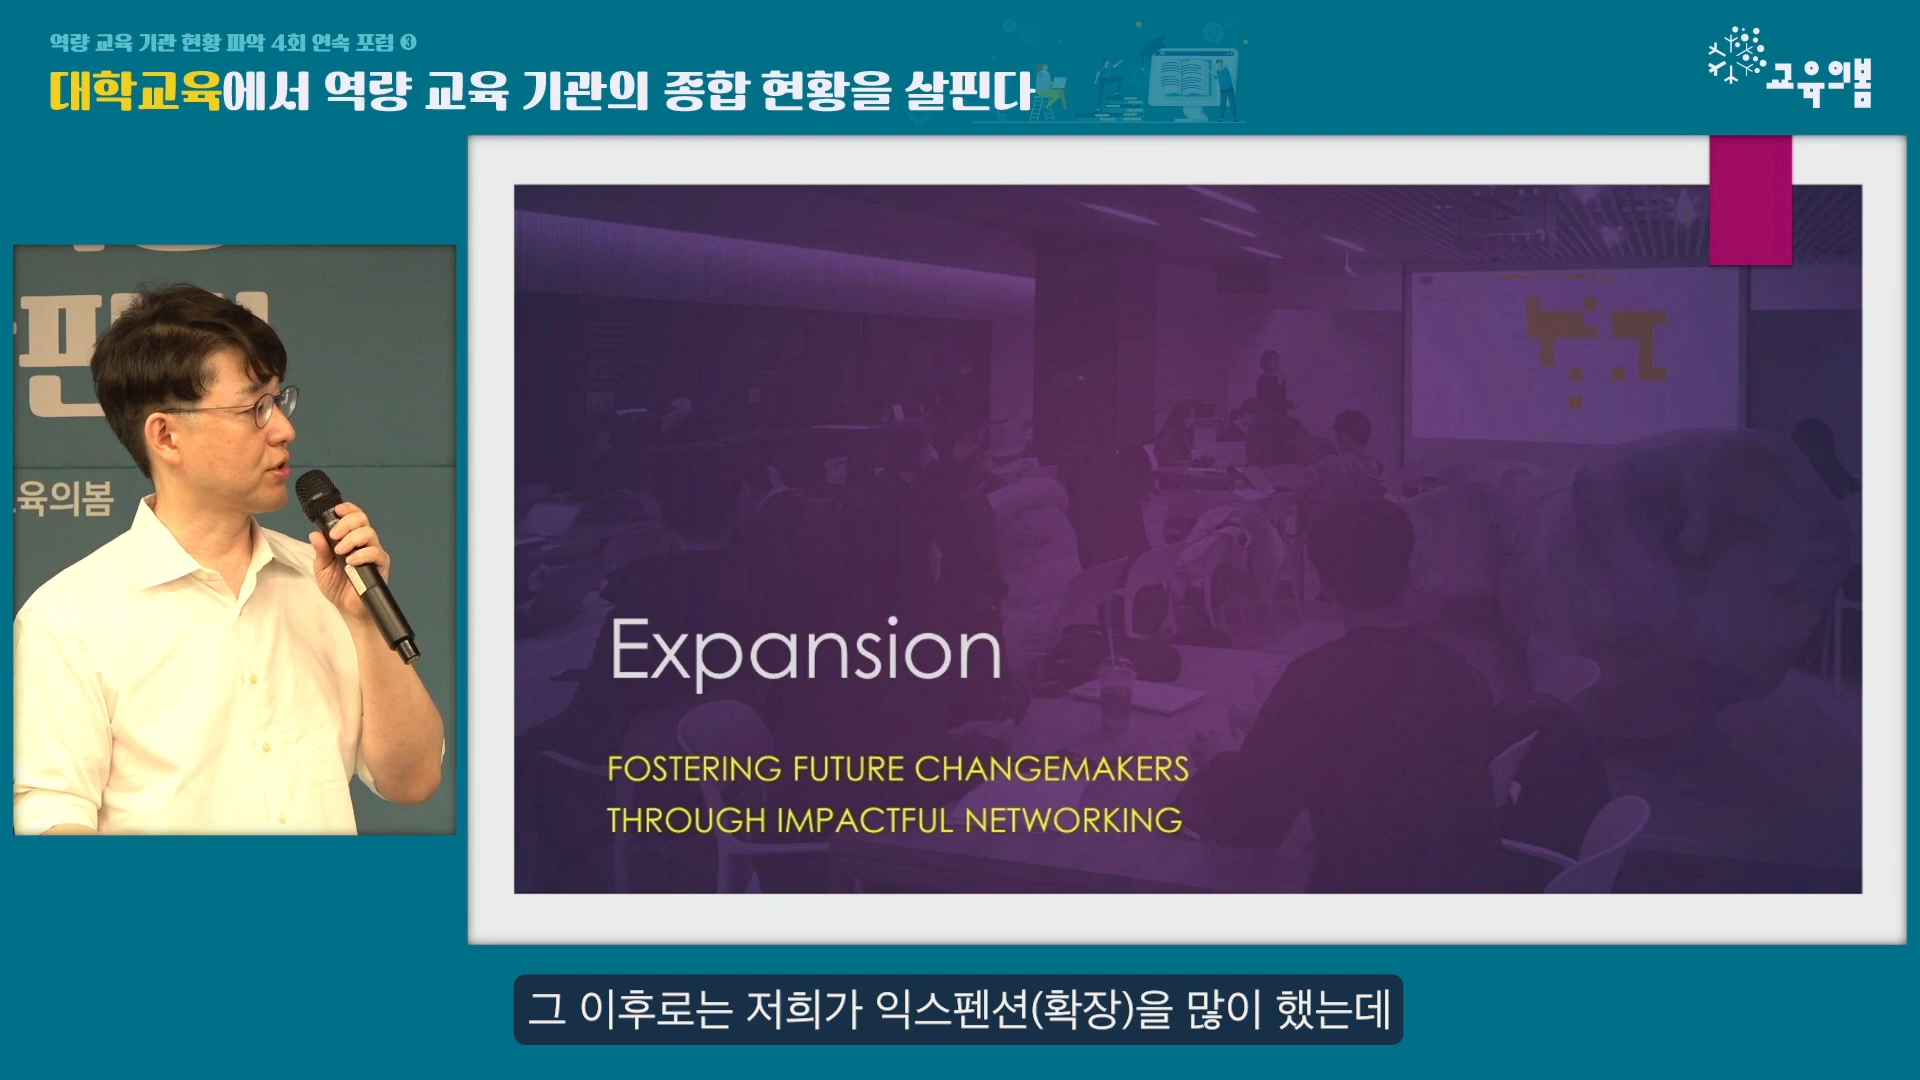 역량 교육 기관 현황 파악 4회 연속 포럼 ❸
대학교육에서 역량 교육 기관의 종합 현황을 살핀다
교육의봄
핀
육의봄
Expansion
FOSTERING FUTURE CHANGEMAKERS
THROUGH IMPACTFUL NETWORKING
그 이후로는 저희가 익스펜션(확장)을 많이 했는데